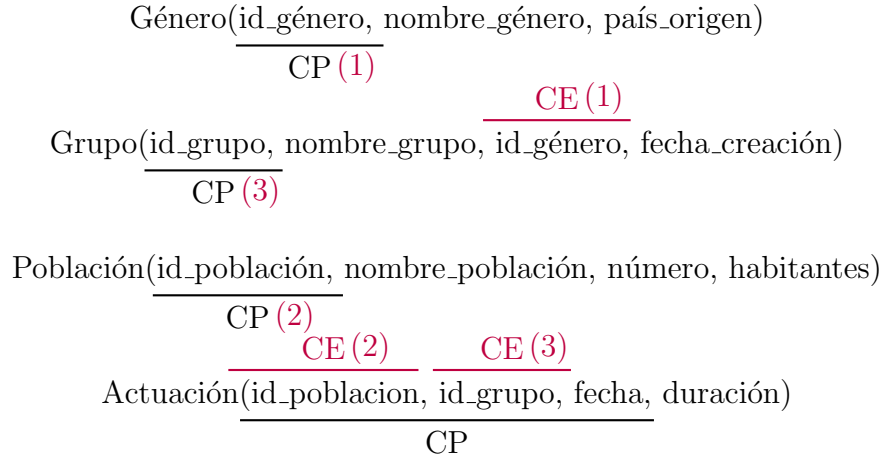 Género(id_género, nombre_género, país_origen)
CP (1)
CE (1)
Grupo(id_grupo, nombre_grupo, id_género, fecha_creación)
CP (3)
Población(id_población, nombre_población, número, habitantes)
CP (2)
CE (2) CE (3)
Actuación(id_poblacion, id_grupo, fecha, duración)
CP